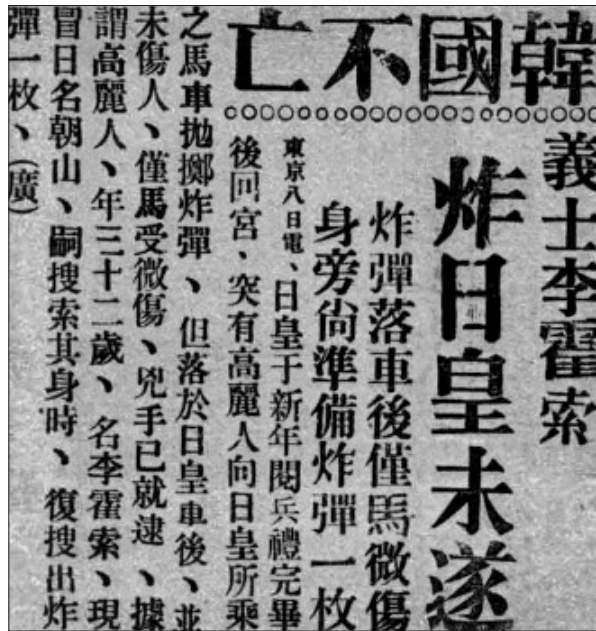 韓國不亡
義士李霍索
炸日皇未遂
炸彈落車後僅馬微傷
身旁尙準備炸彈一枚
東京八日電、日皇于新年閱兵禮完畢
後回宮、突有高麗人向日皇所乘
之馬車拋擲炸彈、但落於日皇車後、並
未傷人、僅馬受微傷、兇手已就逮、據
謂高麗人、年三十二歲、名李霍索、現
冒日名朝山、嗣搜索其身時、復搜出炸
彈一枚、(廣)